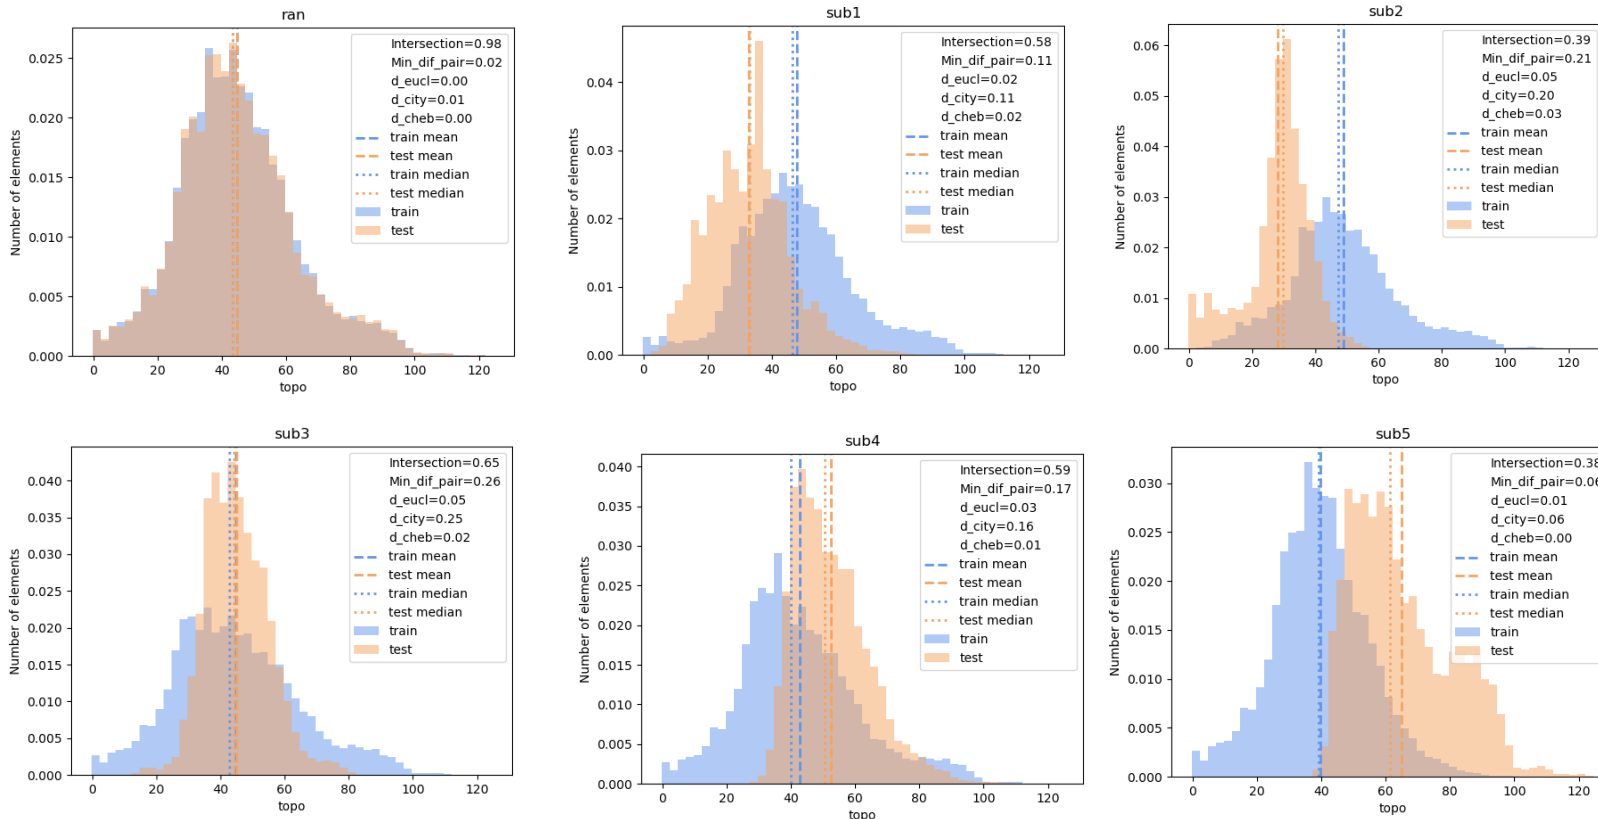 ran
Number of elements
0.025
0.020
0.015
0.010
0.005
0.000
Intersection=0.98
Min_dif_pair=0.02
d_eucl=0.00
d_city=0.01
d_cheb=0.00
train mean
test mean
train median
test median
train
test
0 20 40 60 80 100 120
topo
sub1
Number of elements
0.04
0.03
0.02
0.01
0.00
Intersection=0.58
Min_dif_pair=0.11
d_eucl=0.02
d_city=0.11
d_cheb=0.02
train mean
test mean
train median
test median
train
test
0 20 40 60 80 100 120
topo
sub2
Number of elements
0.06
0.05
0.04
0.03
0.02
0.01
0.00
Intersection=0.39
Min_dif_pair=0.21
d_eucl=0.05
d_city=0.20
d_cheb=0.03
train mean
test mean
train median
test median
train
test
0 20 40 60 80 100 120
topo
sub3
Number of elements
0.040
0.035
0.030
0.025
0.020
0.015
0.010
0.005
0.000
Intersection=0.65
Min_dif_pair=0.26
d_eucl=0.05
d_city=0.25
d_cheb=0.02
train mean
test mean
train median
test median
train
test
0 20 40 60 80 100 120
topo
sub4
Number of elements
0.040
0.035
0.030
0.025
0.020
0.015
0.010
0.005
0.000
Intersection=0.59
Min_dif_pair=0.17
d_eucl=0.03
d_city=0.16
d_cheb=0.01
train mean
test mean
train median
test median
train
test
0 20 40 60 80 100 120
topo
sub5
Number of elements
0.030
0.025
0.020
0.015
0.010
0.005
0.000
Intersection=0.38
Min_dif_pair=0.06
d_eucl=0.01
d_city=0.06
d_cheb=0.00
train mean
test mean
train median
test median
train
test
0 20 40 60 80 100 120
topo